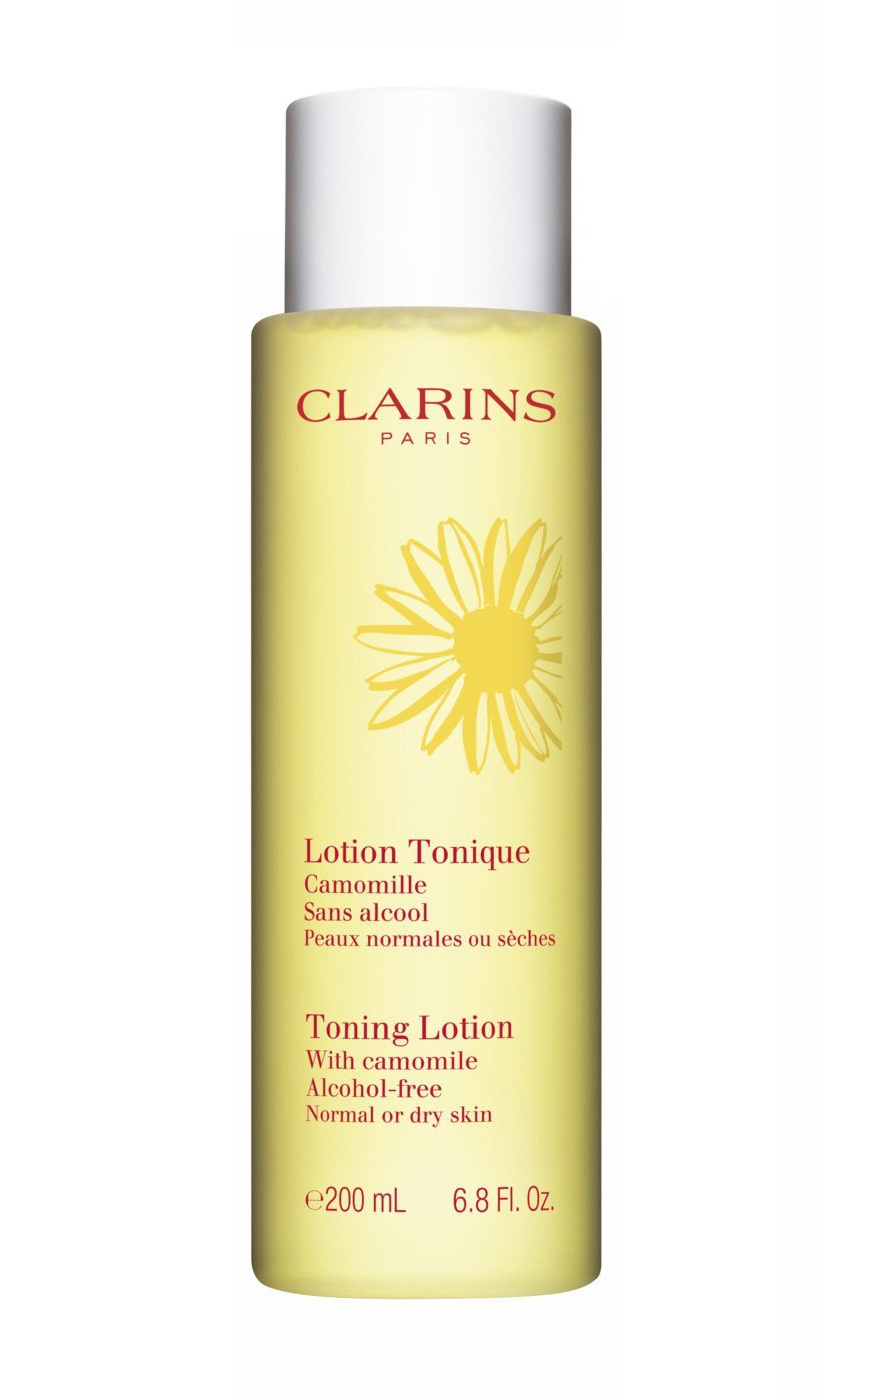 CLARINS
PARIS
Lotion Tonique
Camomille
Sans alcool
Peaux normales ou sèches
Toning Lotion
With camomile
Alcohol-free
Normal or dry skin
℮200 mL 6.8 Fl. Oz.